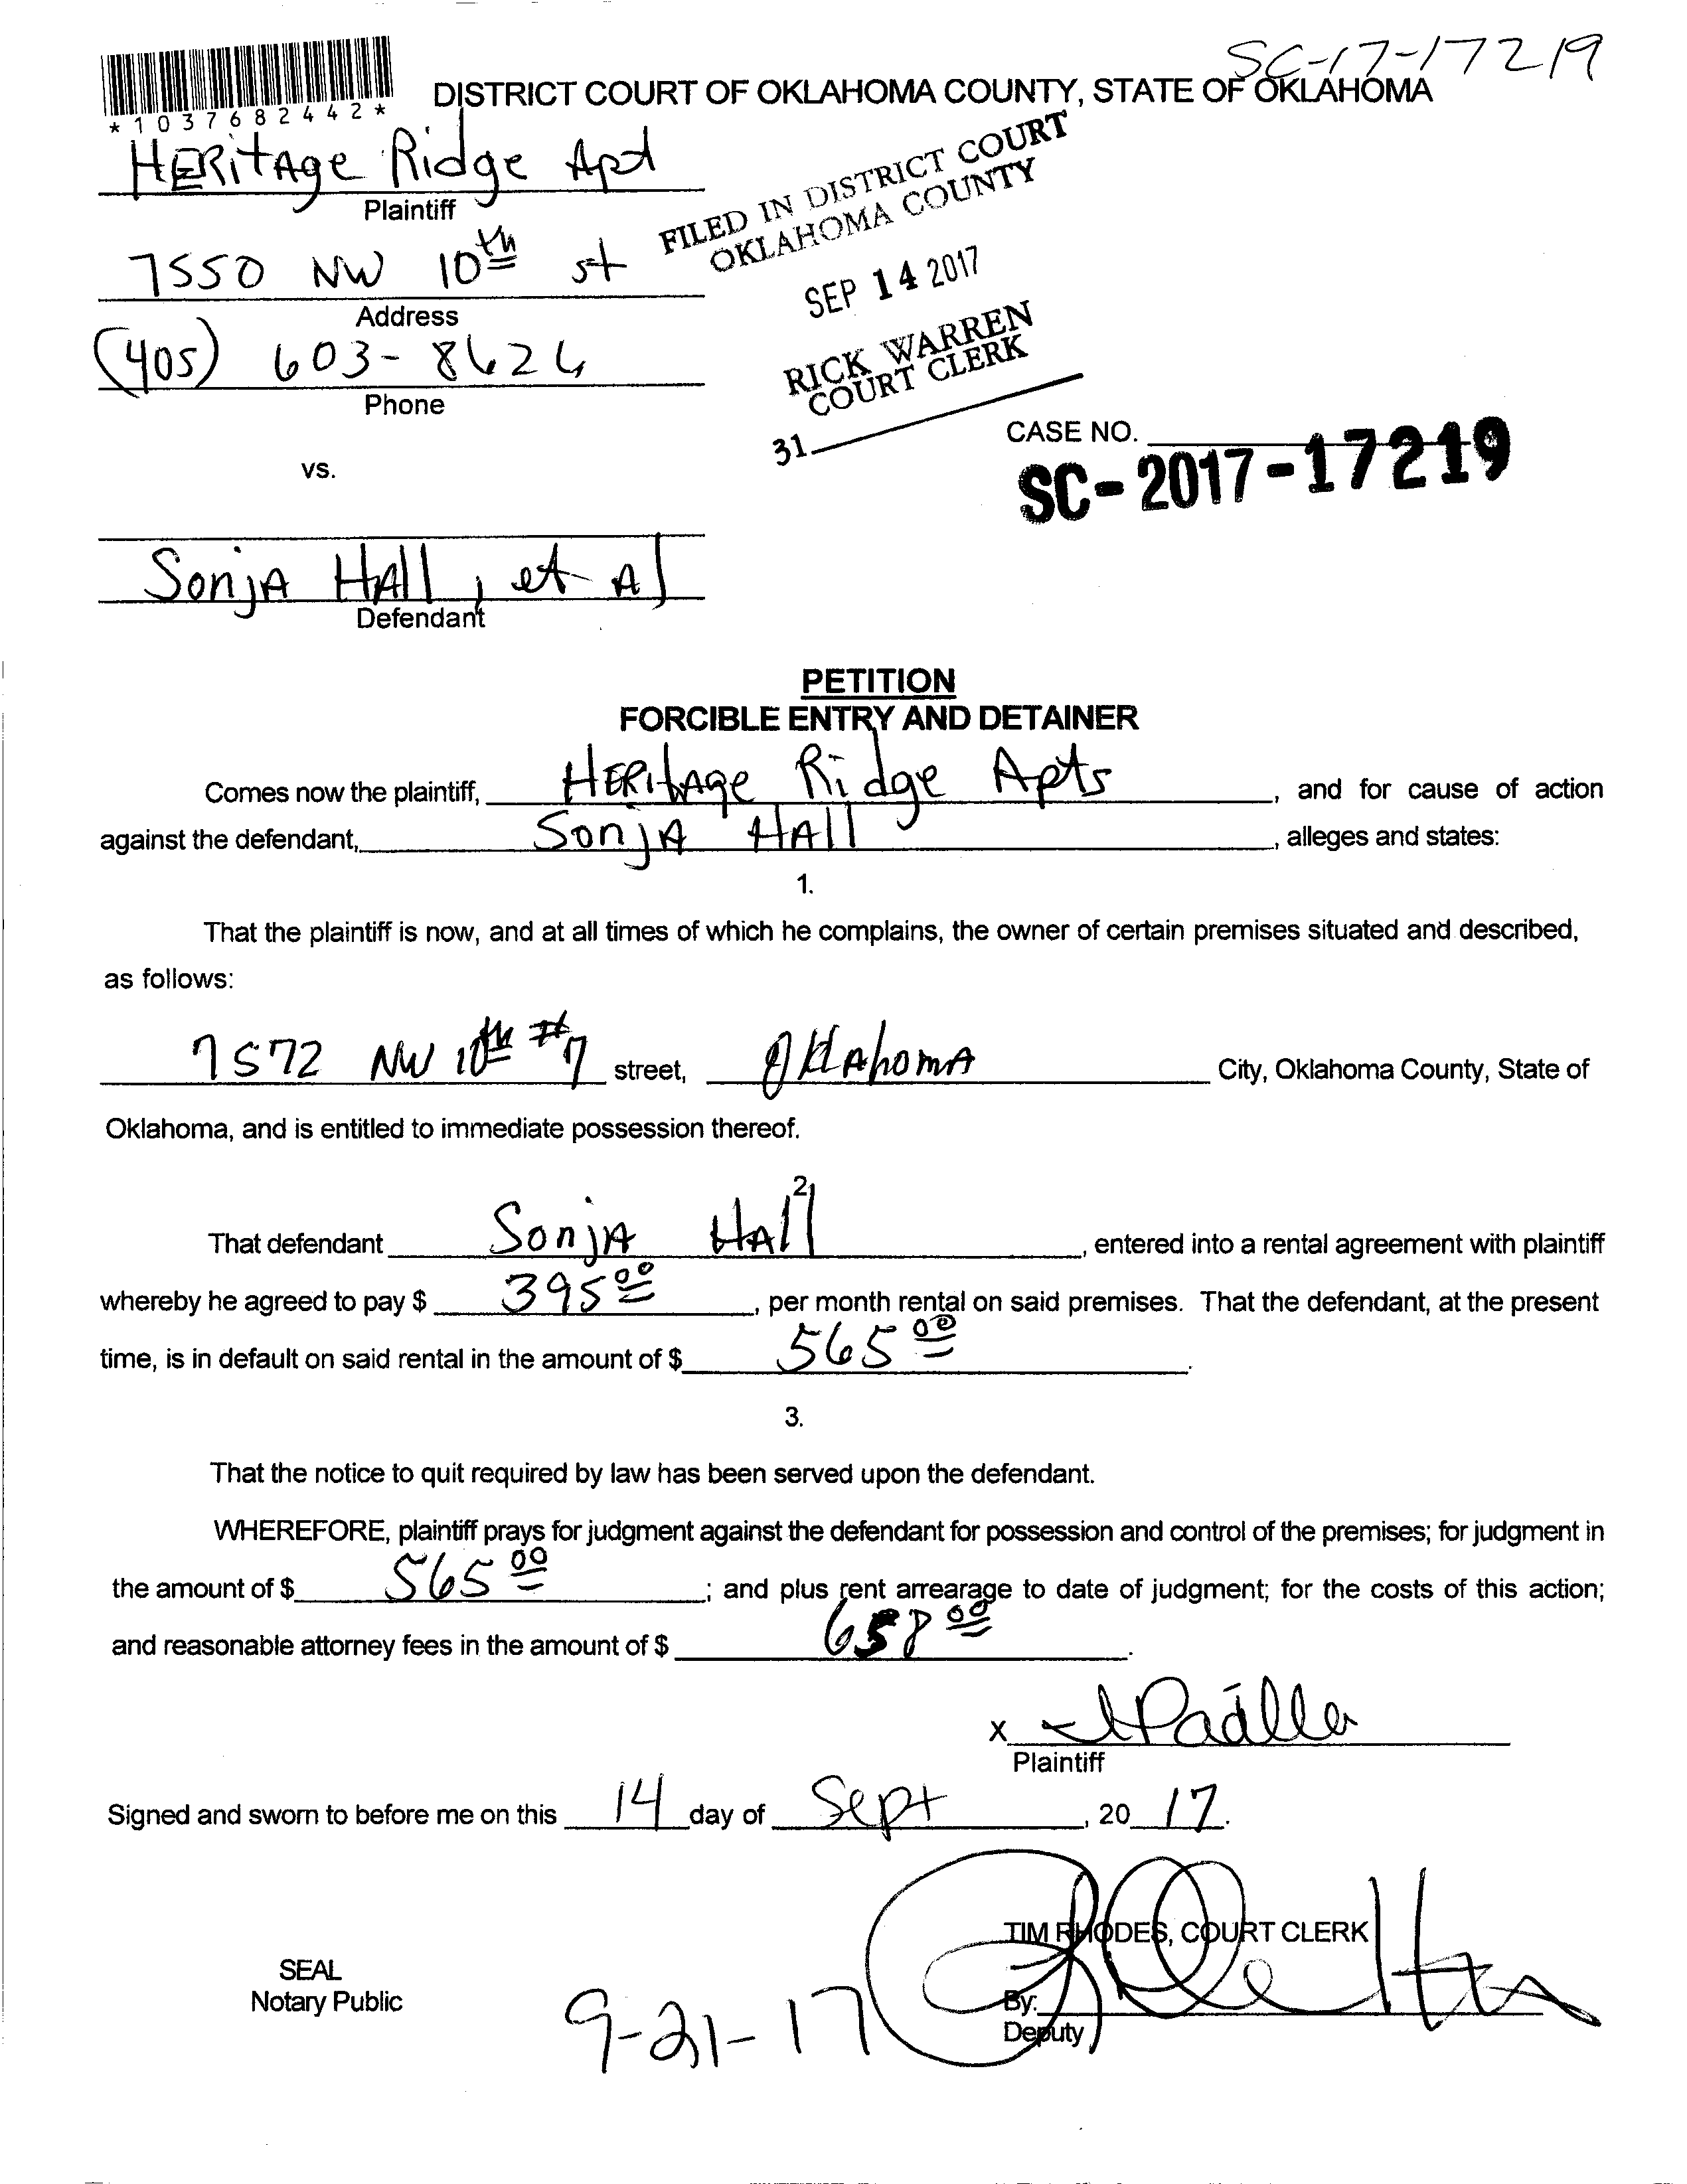 SC-17-17219
*1037682442*
DISTRICT COURT OF OKLAHOMA COUNTY, STATE OF OKLAHOMA
HERitAge Ridge Apt
Plaintiff
FILED IN DISTRICT COURT
OKLAHOMA COUNTY
7550 NW 10th st
Address
SEP 14 2017
(405) 603-8626
Phone
RICK WARREN
COURT CLERK
31
CASE NO.
SC-2017-17219
vs.
SonjA HAll, et Al
Defendant
PETITION
FORCIBLE ENTRY AND DETAINER
Comes now the plaintiff, HERitAge Ridge Apts, and for cause of action
against the defendant, SonjA HAll, alleges and states:
1.
That the plaintiff is now, and at all times of which he complains, the owner of certain premises situated and described,
as follows:
7572 NW 10th #7 street, OklAhomA City, Oklahoma County, State of
Oklahoma, and is entitled to immediate possession thereof.
2.
That defendant SonjA HAll, entered into a rental agreement with plaintiff
whereby he agreed to pay $ 395 00, per month rental on said premises. That the defendant, at the present
time, is in default on said rental in the amount of $ 565 00.
3.
That the notice to quit required by law has been served upon the defendant.
WHEREFORE, plaintiff prays for judgment against the defendant for possession and control of the premises; for judgment in
the amount of $ 565 00; and plus rent arrearage to date of judgment; for the costs of this action;
and reasonable attorney fees in the amount of $ 658 00.
X Padilla
Plaintiff
Signed and sworn to before me on this 14 day of Sept, 20 17.
TIM RHODES, COURT CLERK
SEAL
Notary Public
By:
Deputy
9-21-17